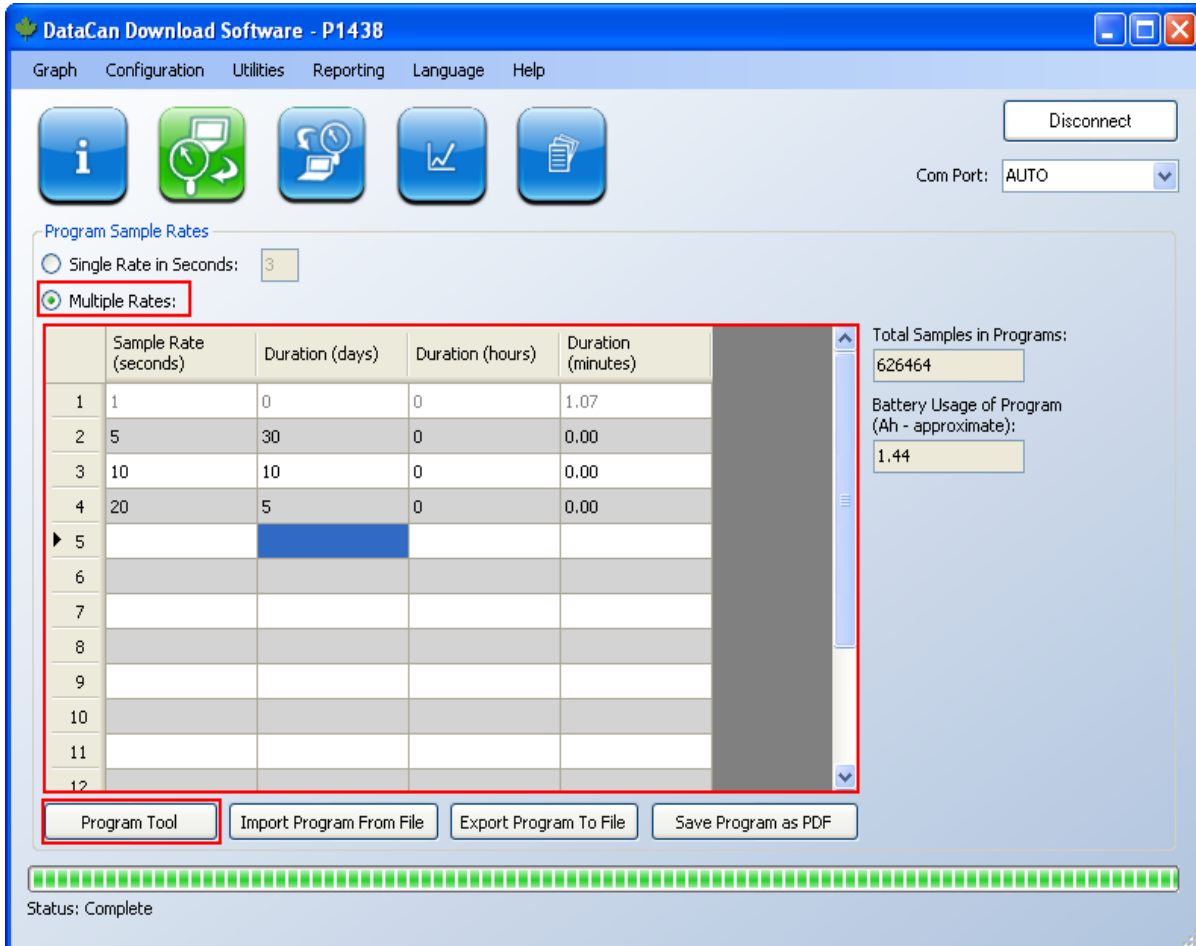 DataCan Download Software - P1438
Graph Configuration Utilities Reporting Language Help
i
Disconnect
Com Port: AUTO
Program Sample Rates
Single Rate in Seconds: 3
Multiple Rates:
Sample Rate (seconds) Duration (days) Duration (hours) Duration (minutes)
1 1 0 0 1.07
2 5 30 0 0.00
3 10 10 0 0.00
4 20 5 0 0.00
5
6
7
8
9
10
11
12
Total Samples in Programs:
626464
Battery Usage of Program
(Ah - approximate):
1.44
Program Tool Import Program From File Export Program To File Save Program as PDF
Status: Complete